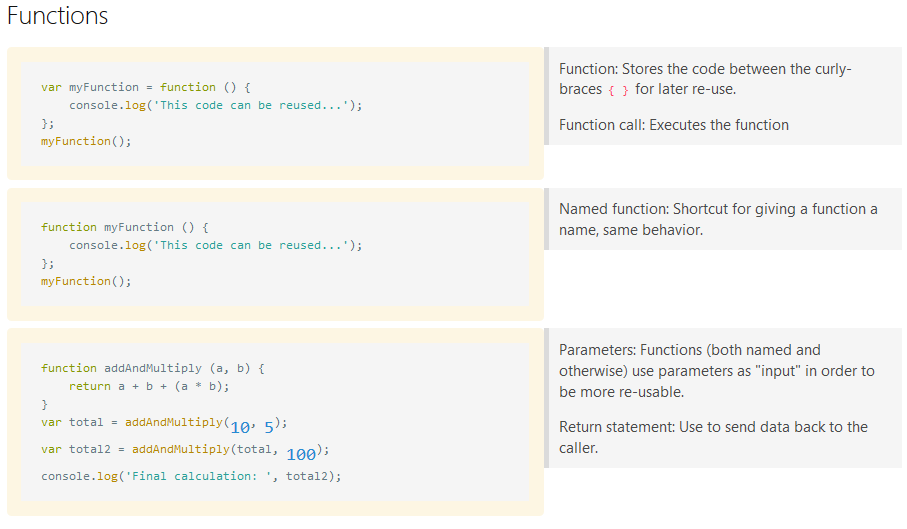 Functions
var myFunction = function () {
    console.log('This code can be reused...');
};
myFunction();
Function: Stores the code between the curly-
braces { } for later re-use.
Function call: Executes the function
function myFunction () {
    console.log('This code can be reused...');
};
myFunction();
Named function: Shortcut for giving a function a
name, same behavior.
function addAndMultiply (a, b) {
    return a + b + (a * b);
}
var total = addAndMultiply(10, 5);
var total2 = addAndMultiply(total, 100);
console.log('Final calculation: ', total2);
Parameters: Functions (both named and
otherwise) use parameters as "input" in order to
be more re-usable.
Return statement: Use to send data back to the
caller.